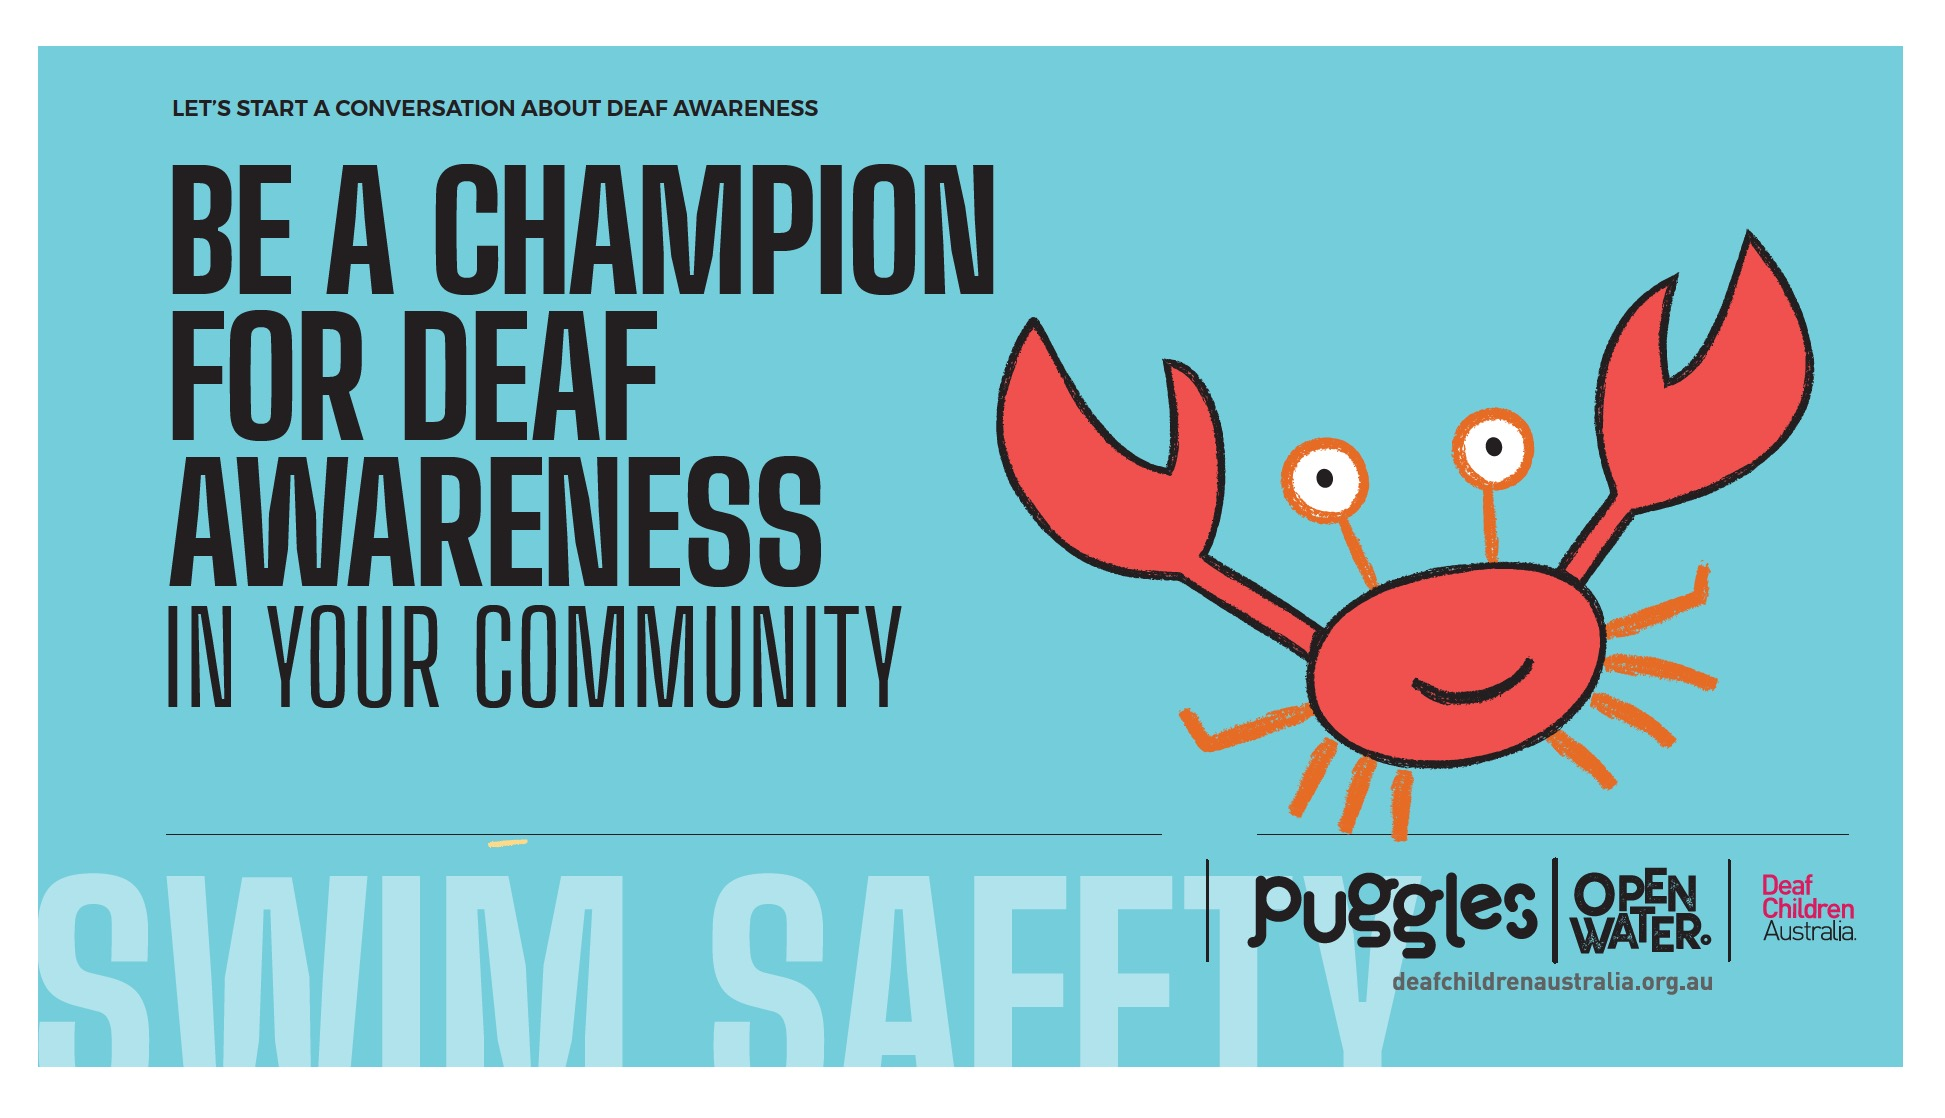 LET'S START A CONVERSATION ABOUT DEAF AWARENESS
BE A CHAMPION
FOR DEAF
AWARENESS
IN YOUR COMMUNITY
SWIM SAFETY
puggles
OPEN
WATER.
Deaf
Children
Australia.
deafchildrenaustralia.org.au